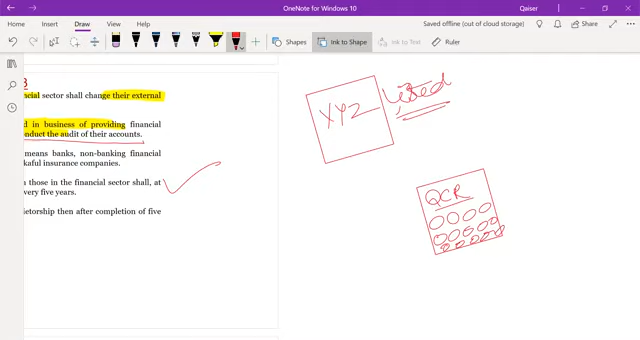 OneNote for Windows 10
Qaiser
Home
Insert
Draw
View
Help
Saved offline (out of cloud storage)
Shapes
Ink to Shape
Ink to Text
Ruler
3
ncial sector shall change their external
d in business of providing financial
nduct the audit of their accounts.
means banks, non-banking financial
kaful insurance companies.
n those in the financial sector shall, at
very five years.
ietorship then after completion of five
XYZ
QCR